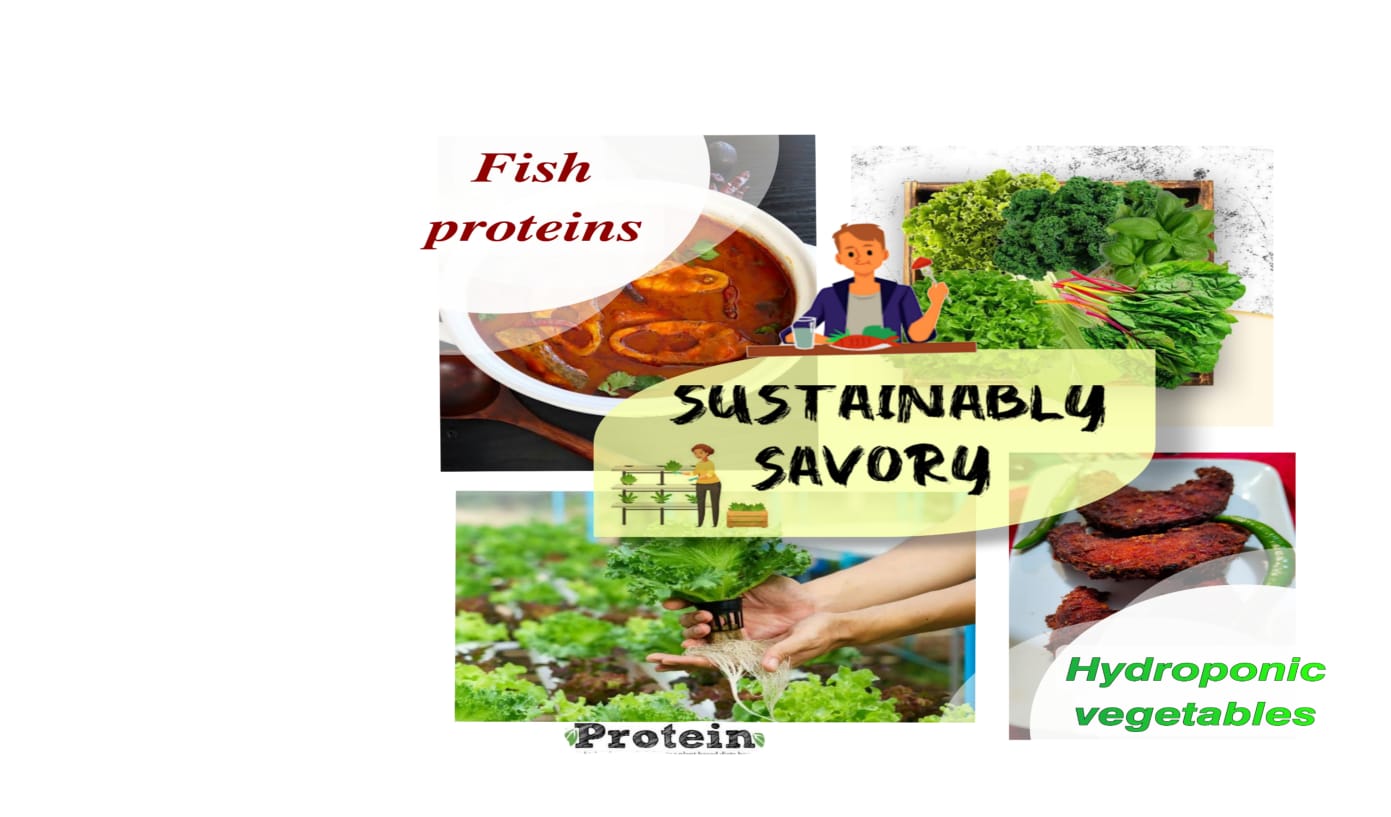 Fish
proteins
SUSTAINABLY
SAVORY
Hydroponic
vegetables
Protein